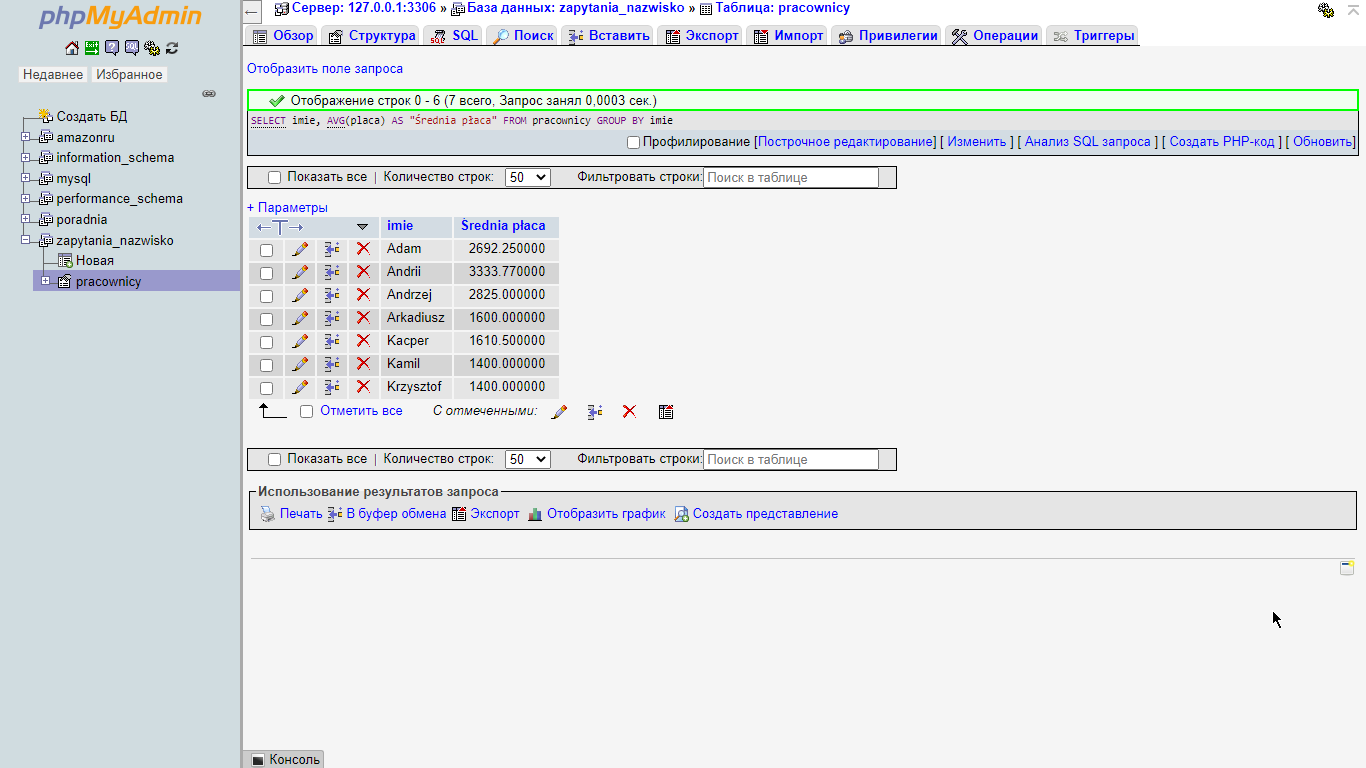 phpMyAdmin
Недавнее Избранное
Создать БД
amazonru
information_schema
mysql
performance_schema
poradnia
zapytania_nazwisko
Новая
pracownicy
Сервер: 127.0.0.1:3306 » База данных: zapytania_nazwisko » Таблица: pracownicy
Обзор Структура SQL Поиск Вставить Экспорт Импорт Привилегии Операции Триггеры
Отобразить поле запроса
Отображение строк 0 - 6 (7 всего, Запрос занял 0,0003 сек.)
SELECT imie, AVG(placa) AS "Średnia płaca" FROM pracownicy GROUP BY imie
Профилирование [Построчное редактирование] [ Изменить ] [ Анализ SQL запроса ] [ Создать PHP-код ] [ Обновить]
Показать все | Количество строк: 50 Фильтровать строки: Поиск в таблице
+ Параметры
←T→ imie Średnia płaca
Adam 2692.250000
Andrii 3333.770000
Andrzej 2825.000000
Arkadiusz 1600.000000
Kacper 1610.500000
Kamil 1400.000000
Krzysztof 1400.000000
Отметить все С отмеченными:
Показать все | Количество строк: 50 Фильтровать строки: Поиск в таблице
Использование результатов запроса
Печать В буфер обмена Экспорт Отобразить график Создать представление
Консоль